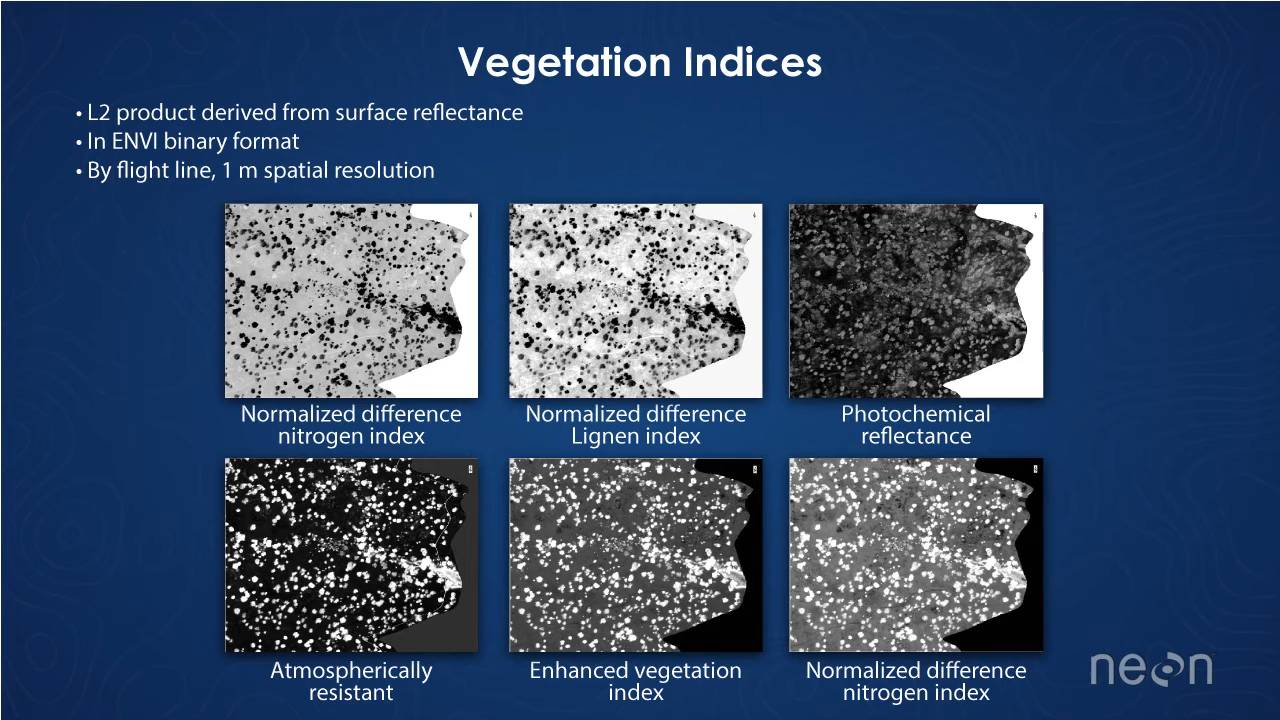 Vegetation Indices
• L2 product derived from surface reflectance
• In ENVI binary format
• By flight line, 1 m spatial resolution
Normalized difference
nitrogen index
Normalized difference
Lignen index
Photochemical
reflectance
Atmospherically
resistant
Enhanced vegetation
index
Normalized difference
nitrogen index
neon